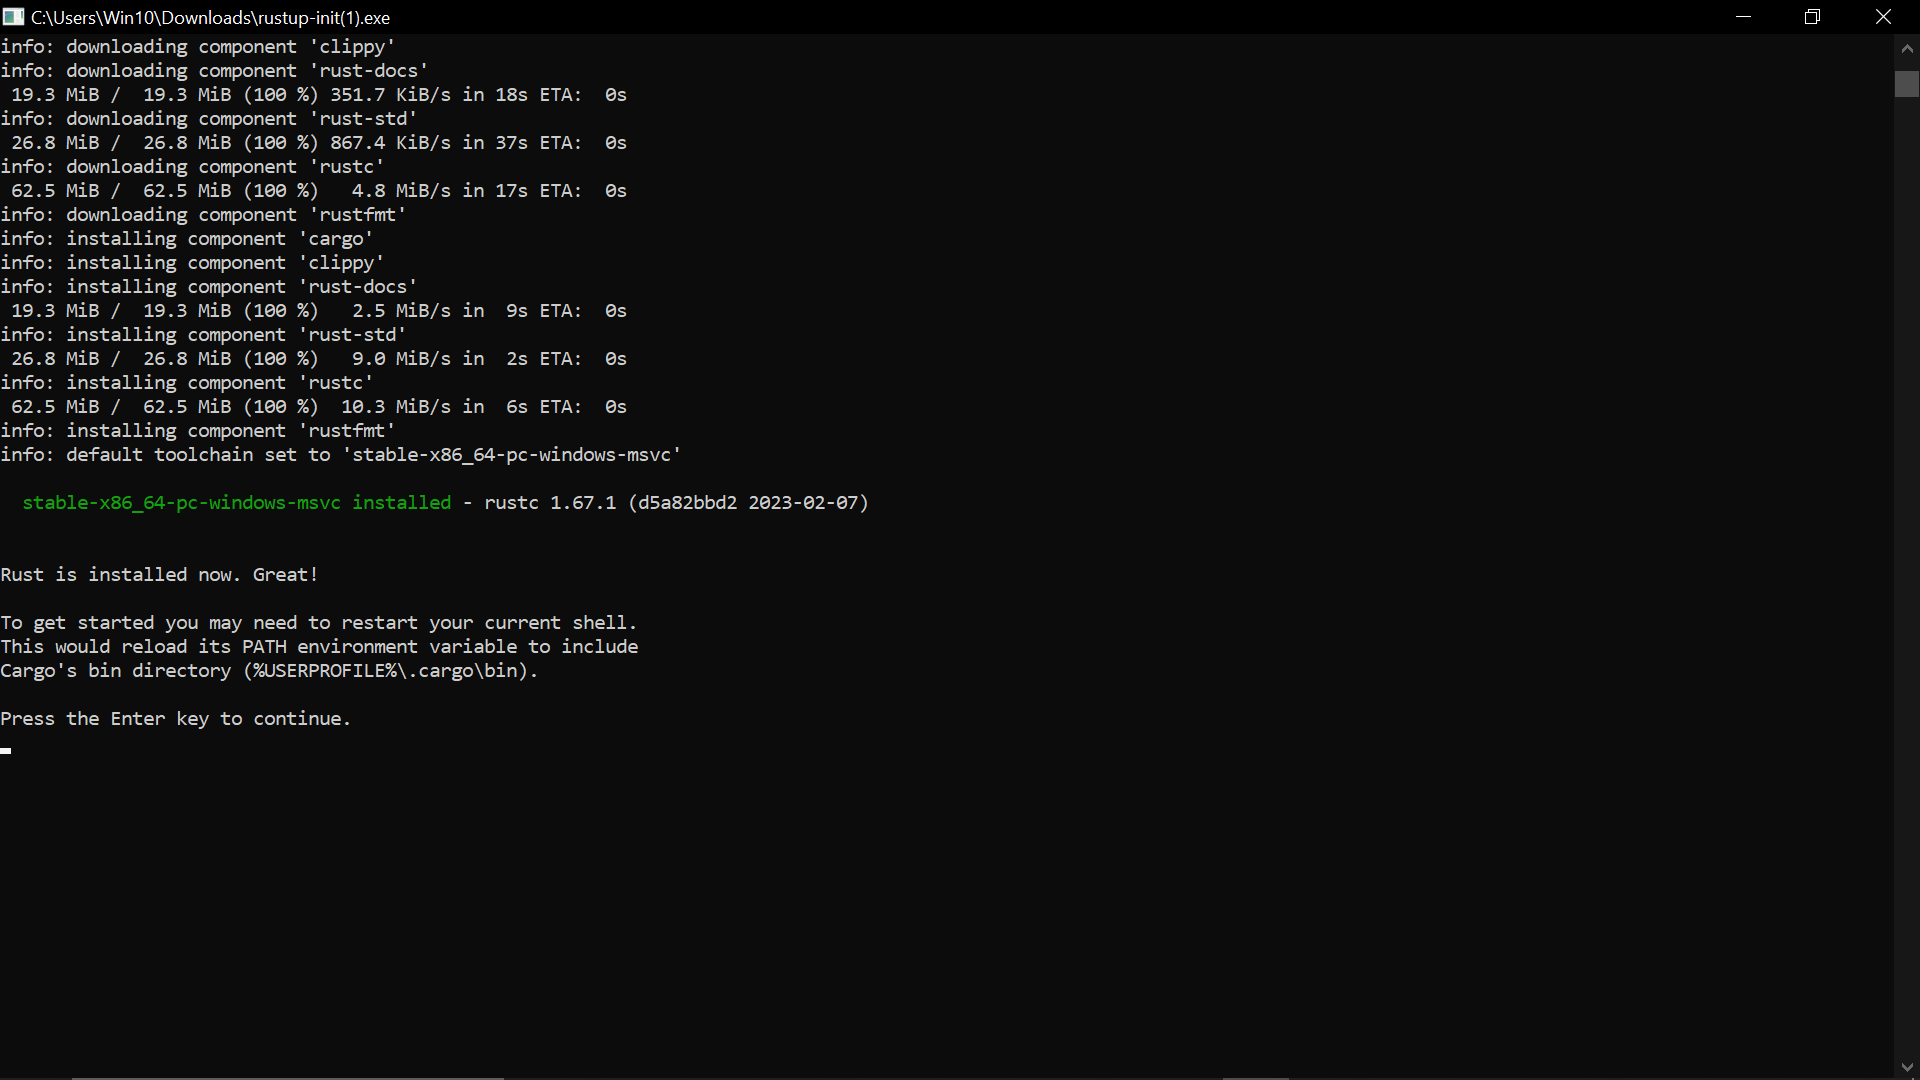 C:\Users\Win10\Downloads\rustup-init(1).exe
info: downloading component 'clippy'
info: downloading component 'rust-docs'
19.3 MiB / 19.3 MiB (100 %) 351.7 KiB/s in 18s ETA: 0s
info: downloading component 'rust-std'
26.8 MiB / 26.8 MiB (100 %) 867.4 KiB/s in 37s ETA: 0s
info: downloading component 'rustc'
62.5 MiB / 62.5 MiB (100 %) 4.8 MiB/s in 17s ETA: 0s
info: downloading component 'rustfmt'
info: installing component 'cargo'
info: installing component 'clippy'
info: installing component 'rust-docs'
19.3 MiB / 19.3 MiB (100 %) 2.5 MiB/s in 9s ETA: 0s
info: installing component 'rust-std'
26.8 MiB / 26.8 MiB (100 %) 9.0 MiB/s in 2s ETA: 0s
info: installing component 'rustc'
62.5 MiB / 62.5 MiB (100 %) 10.3 MiB/s in 6s ETA: 0s
info: installing component 'rustfmt'
info: default toolchain set to 'stable-x86_64-pc-windows-msvc'
stable-x86_64-pc-windows-msvc installed - rustc 1.67.1 (d5a82bbd2 2023-02-07)
Rust is installed now. Great!
To get started you may need to restart your current shell.
This would reload its PATH environment variable to include
Cargo's bin directory (%USERPROFILE%\.cargo\bin).
Press the Enter key to continue.